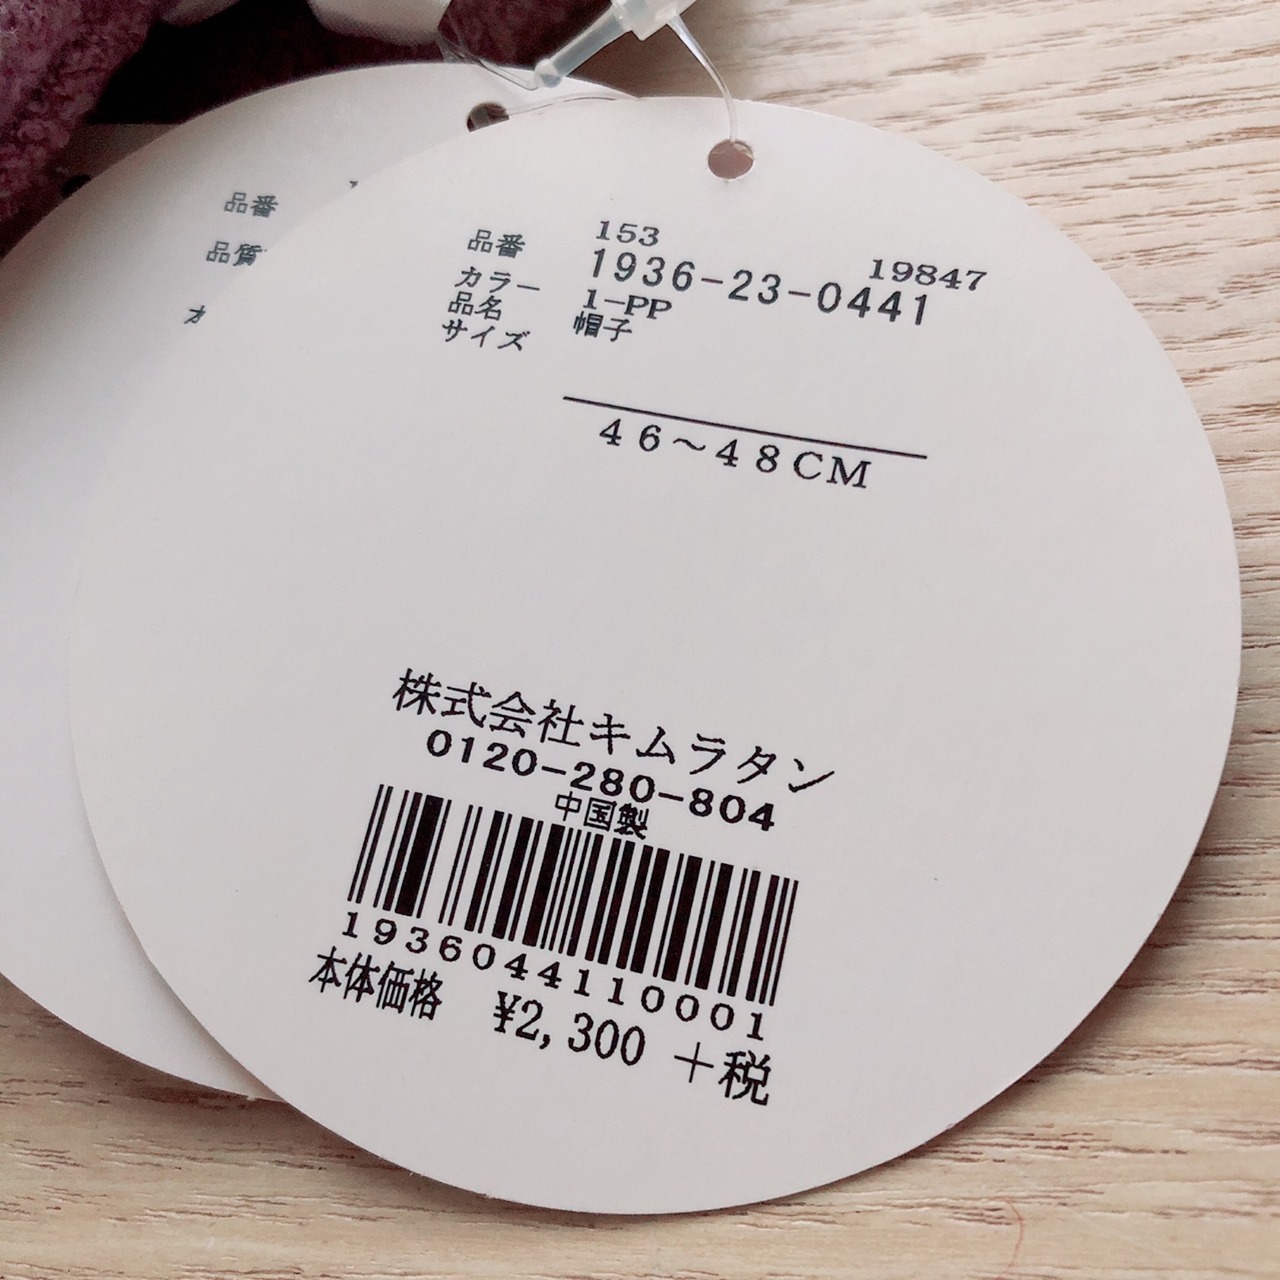 153
品番 1936-23-0441 19847
カラー 1-PP
品名 帽子
サイズ
46～48CM
株式会社キムラタン
0120-280-804
中国製
1936044110001
本体価格 ¥2,300 +税
品番
品質
カ